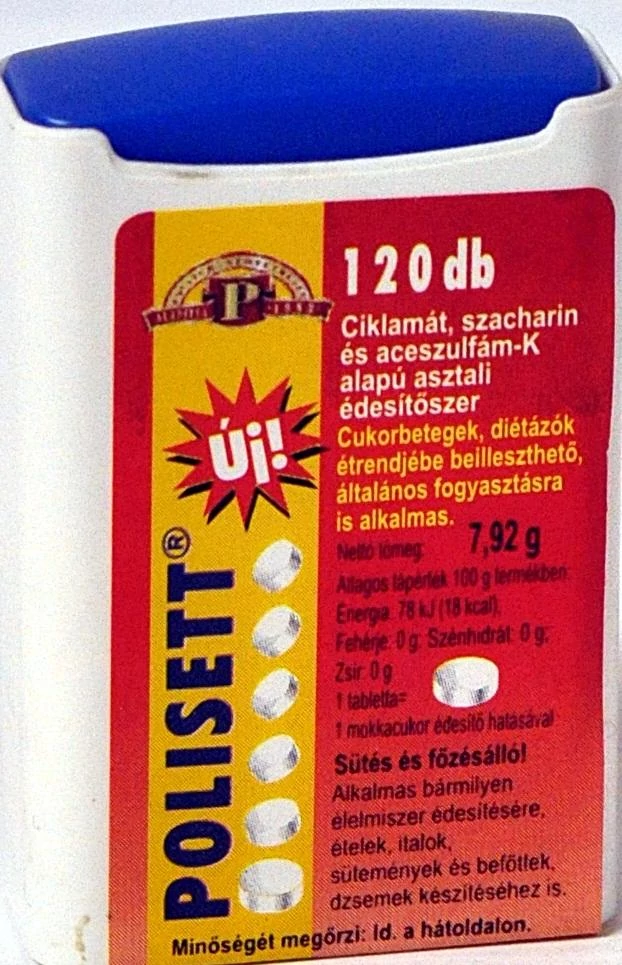 120 db
Ciklamát, szacharin
és aceszulfám-K
alapú asztali
édesítőszer
Cukorbetegek, diétázók
étrendjébe beilleszthető,
általános fogyasztásra
is alkalmas.
Nettó tömeg: 7,92 g
Átlagos tápérték 100 g termékben:
Energia: 78 kJ (18 kcal),
Fehérje: 0 g; Szénhidrát: 0 g;
Zsír: 0 g
1 tabletta=
1 mokkacukor édesítő hatásával
Sütés és főzésálló!
Alkalmas bármilyen
élelmiszer édesítésére,
ételek, italok,
sütemények és befőttek,
dzsemek készítéséhez is.
Minőségét megőrzi: ld. a hátoldalon.
P
Új!
POLISETT®